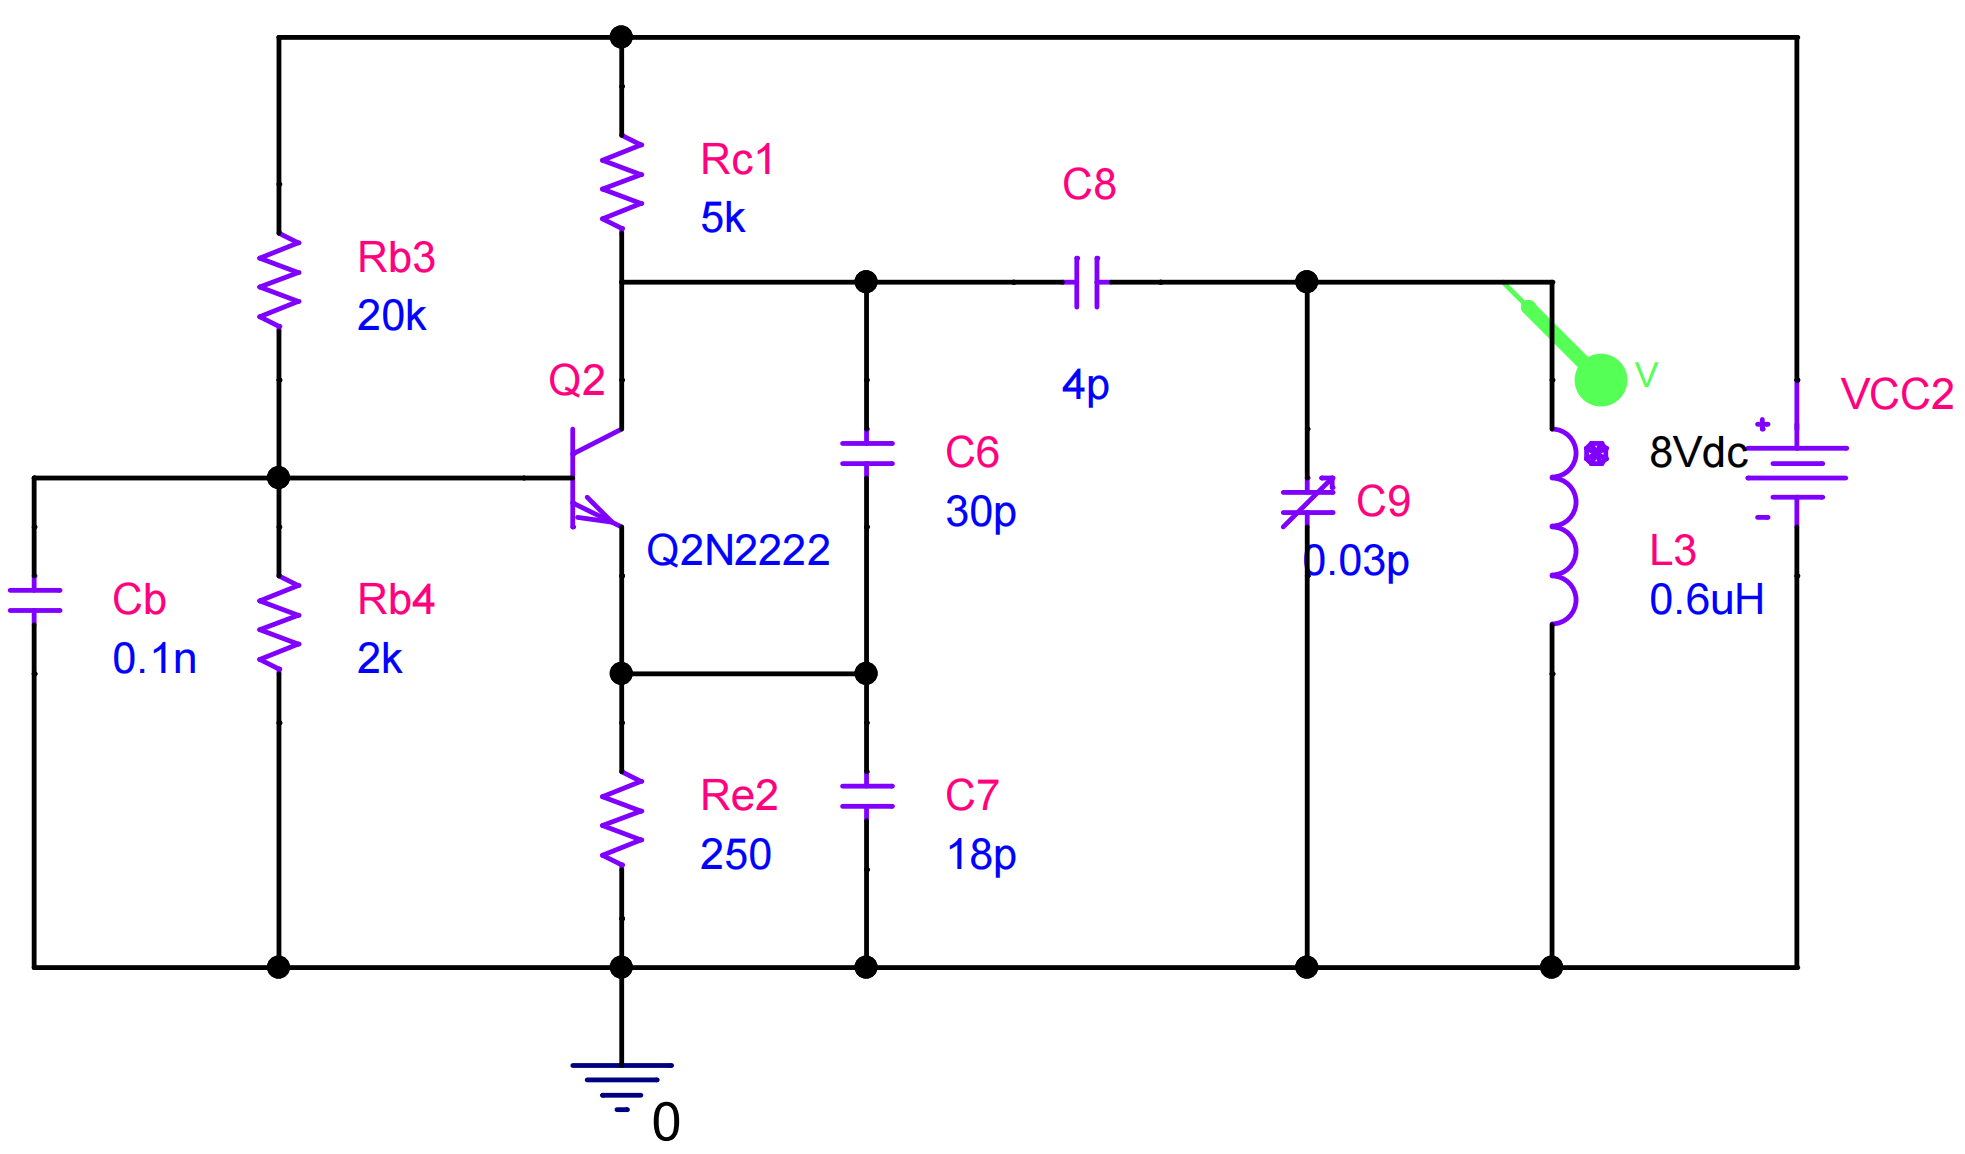 Rc1
5k
C8
4p
Rb3
20k
Q2
Q2N2222
C6
30p
C9
0.03p
V
VCC2
8Vdc
+
-
L3
0.6uH
Cb
0.1n
Rb4
2k
Re2
250
C7
18p
0